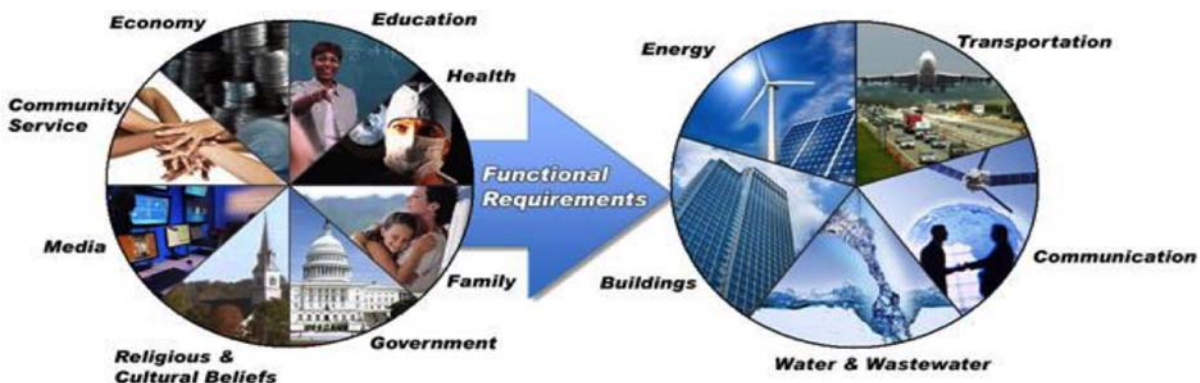 Economy
Education
Health
Community
Service
Media
Religious &
Cultural Beliefs
Government
Family
Functional
Requirements
Energy
Transportation
Buildings
Communication
Water & Wastewater